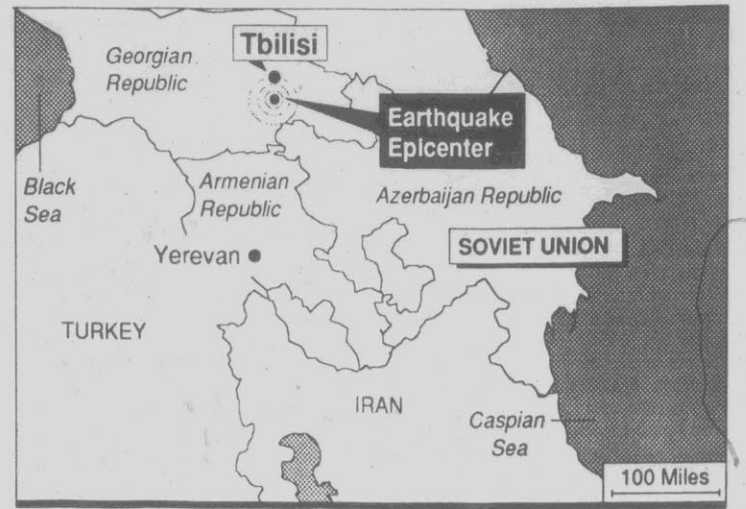 Georgian
Republic
Tbilisi
Earthquake
Epicenter
Black
Sea
Armenian
Republic
Azerbaijan Republic
Yerevan
SOVIET UNION
TURKEY
IRAN
Caspian
Sea
100 Miles